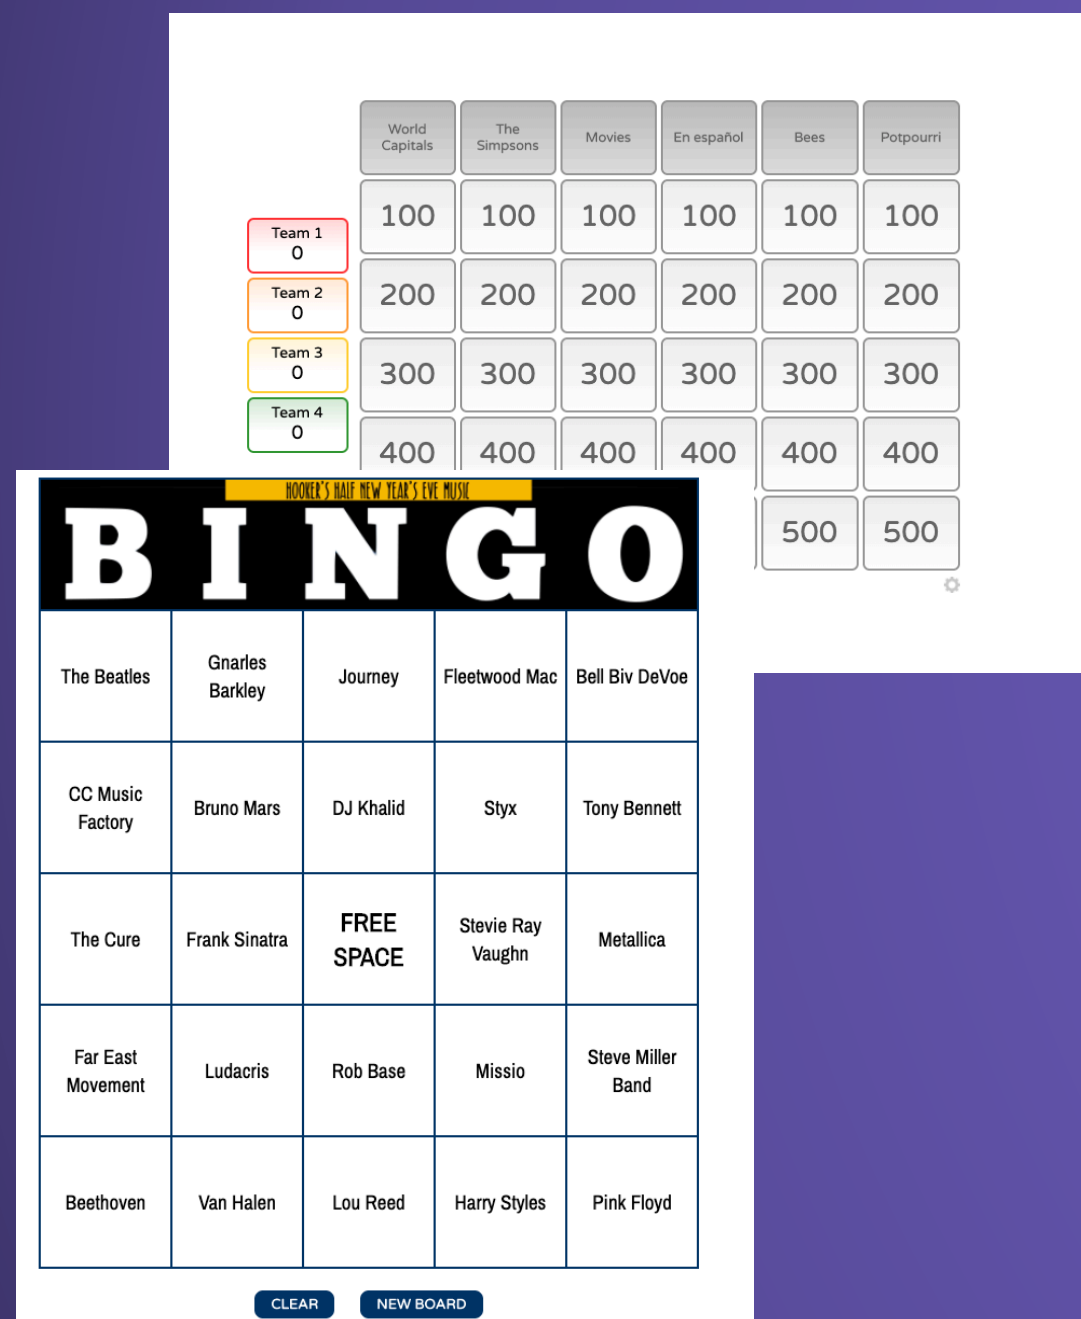 World Capitals
The Simpsons
Movies
En español
Bees
Potpourri
100 100 100 100 100 100
200 200 200 200 200 200
300 300 300 300 300 300
400 400 400 400 400 400
500 500
Team 1
0
Team 2
0
Team 3
0
Team 4
0
HOOKER'S HALF NEW YEAR'S EVE MUSIC
BINGO
The Beatles
Gnarles
Barkley
Journey
Fleetwood Mac
Bell Biv DeVoe
CC Music
Factory
Bruno Mars
DJ Khalid
Styx
Tony Bennett
The Cure
Frank Sinatra
FREE
SPACE
Stevie Ray
Vaughn
Metallica
Far East
Movement
Ludacris
Rob Base
Missio
Steve Miller
Band
Beethoven
Van Halen
Lou Reed
Harry Styles
Pink Floyd
CLEAR
NEW BOARD